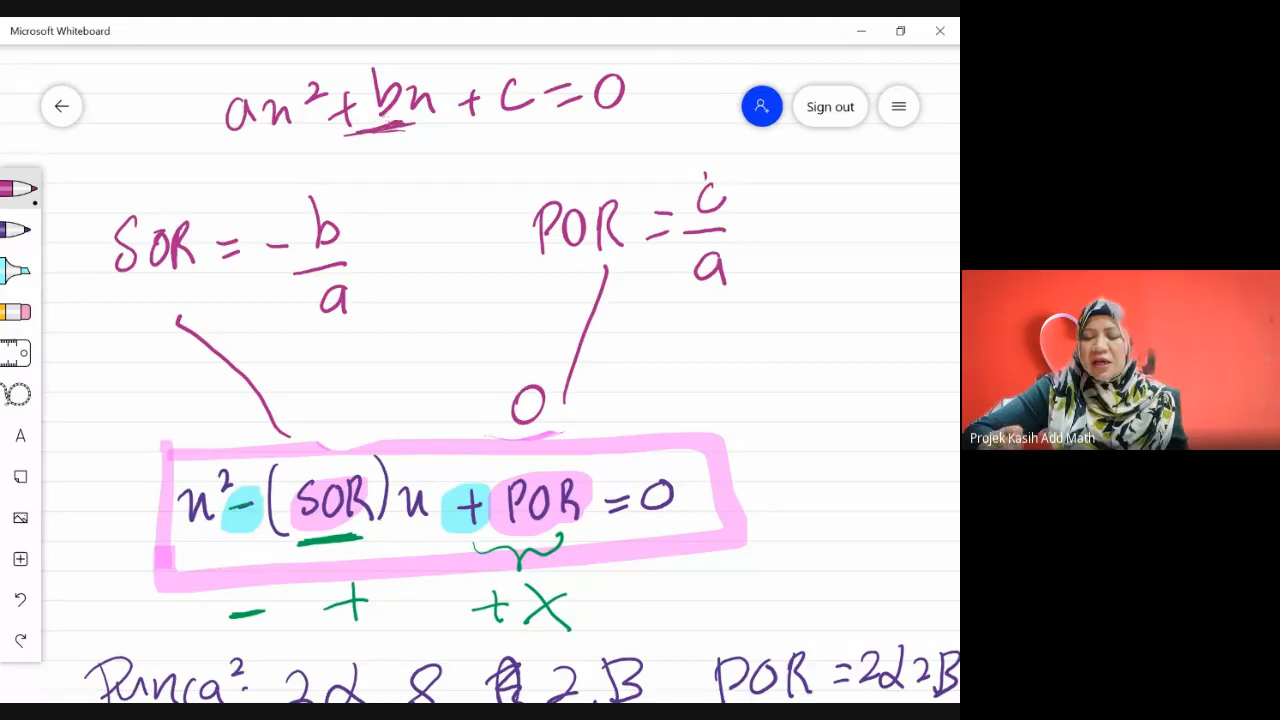 Microsoft Whiteboard
ax² + bx + c = 0
Sign out
SOR = - b/a
POR = c/a
0
x² - (SOR)x + POR = 0
- + + ×
Punca²: 2α & 2β
POR = 2α2β
Projek Kasih Add Math